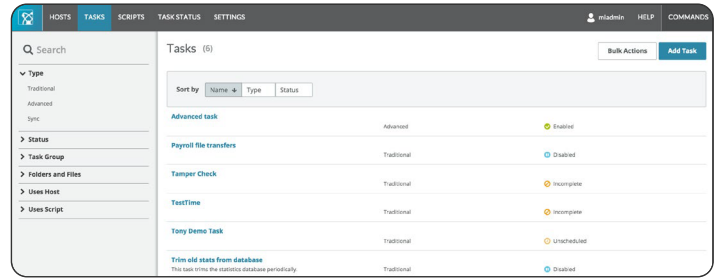 HOSTS TASKS SCRIPTS TASK STATUS SETTINGS miadmin HELP COMMANDS
Search
Type
Traditional
Advanced
Sync
Status
Task Group
Folders and Files
Uses Host
Uses Script
Tasks (6)
Bulk Actions Add Task
Sort by Name Type Status
Advanced task
Advanced Enabled
Payroll file transfers
Traditional Disabled
Tamper Check
Traditional Incomplete
TestTime
Traditional Incomplete
Tony Demo Task
Traditional Unscheduled
Trim old stats from database
This task trims the statistics database periodically. Traditional Disabled